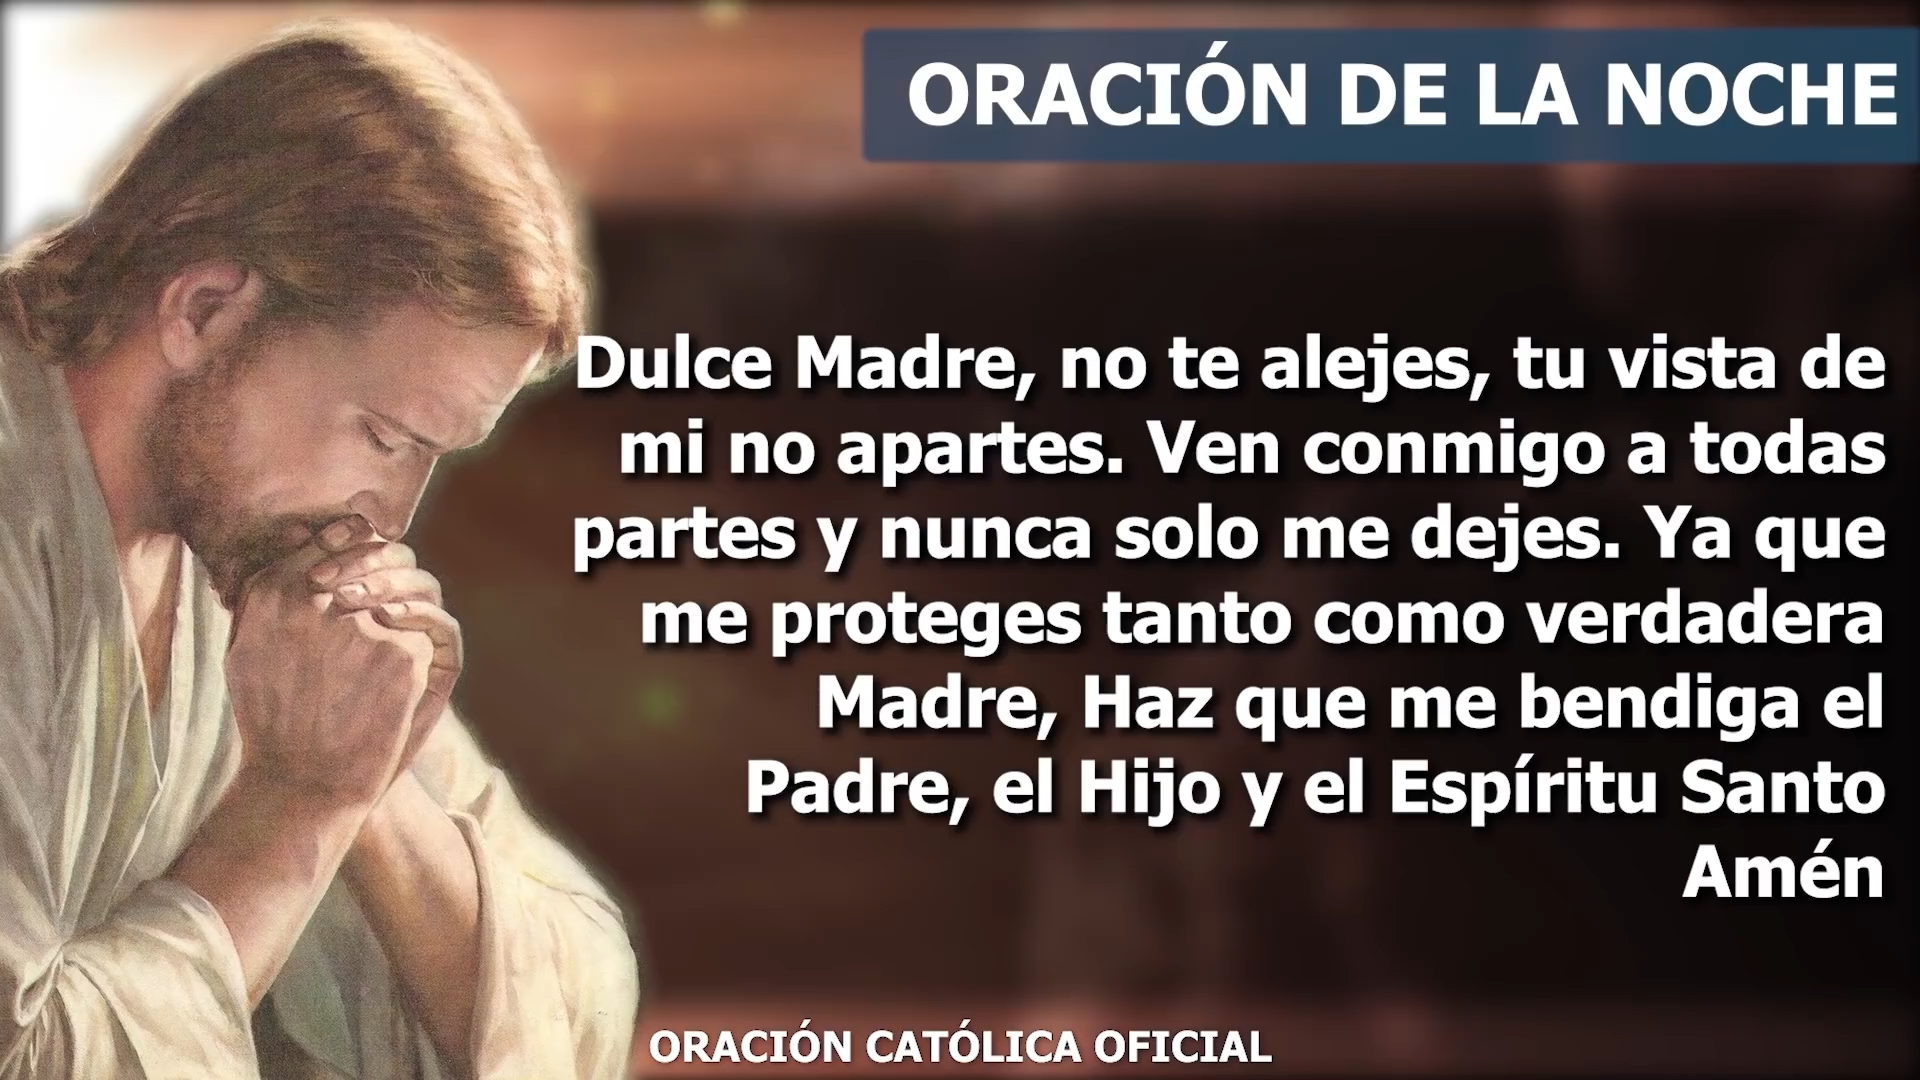 ORACIÓN DE LA NOCHE
Dulce Madre, no te alejes, tu vista de
mi no apartes. Ven conmigo a todas
partes y nunca solo me dejes. Ya que
me proteges tanto como verdadera
Madre, Haz que me bendiga el
Padre, el Hijo y el Espíritu Santo
Amén
ORACIÓN CATÓLICA OFICIAL